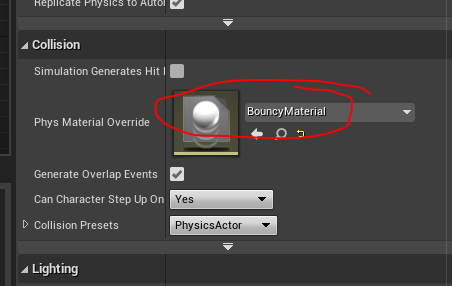 Replicate Physics to Autor
Collision
Simulation Generates Hit
Phys Material Override
BouncyMaterial
Generate Overlap Events
Can Character Step Up On
Yes
Collision Presets
PhysicsActor
Lighting